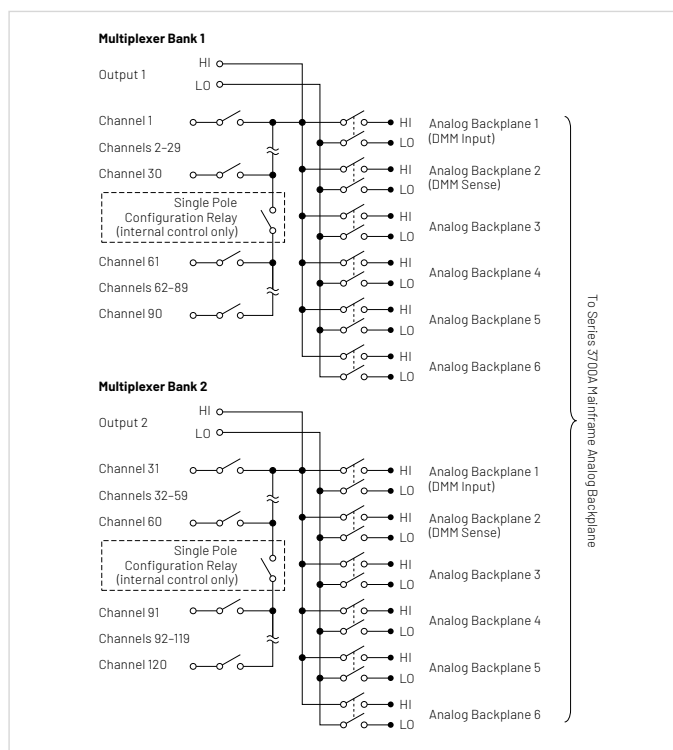 Multiplexer Bank 1
Output 1
HI
LO
Channel 1
Channels 2–29
Channel 30
Single Pole
Configuration Relay
(internal control only)
Channel 61
Channels 62–89
Channel 90
HI
LO
Analog Backplane 1
(DMM Input)
HI
LO
Analog Backplane 2
(DMM Sense)
HI
LO
Analog Backplane 3
HI
LO
Analog Backplane 4
HI
LO
Analog Backplane 5
HI
LO
Analog Backplane 6
Multiplexer Bank 2
Output 2
HI
LO
Channel 31
Channels 32–59
Channel 60
Single Pole
Configuration Relay
(internal control only)
Channel 91
Channels 92–119
Channel 120
HI
LO
Analog Backplane 1
(DMM Input)
HI
LO
Analog Backplane 2
(DMM Sense)
HI
LO
Analog Backplane 3
HI
LO
Analog Backplane 4
HI
LO
Analog Backplane 5
HI
LO
Analog Backplane 6
To Series 3700A Mainframe Analog Backplane